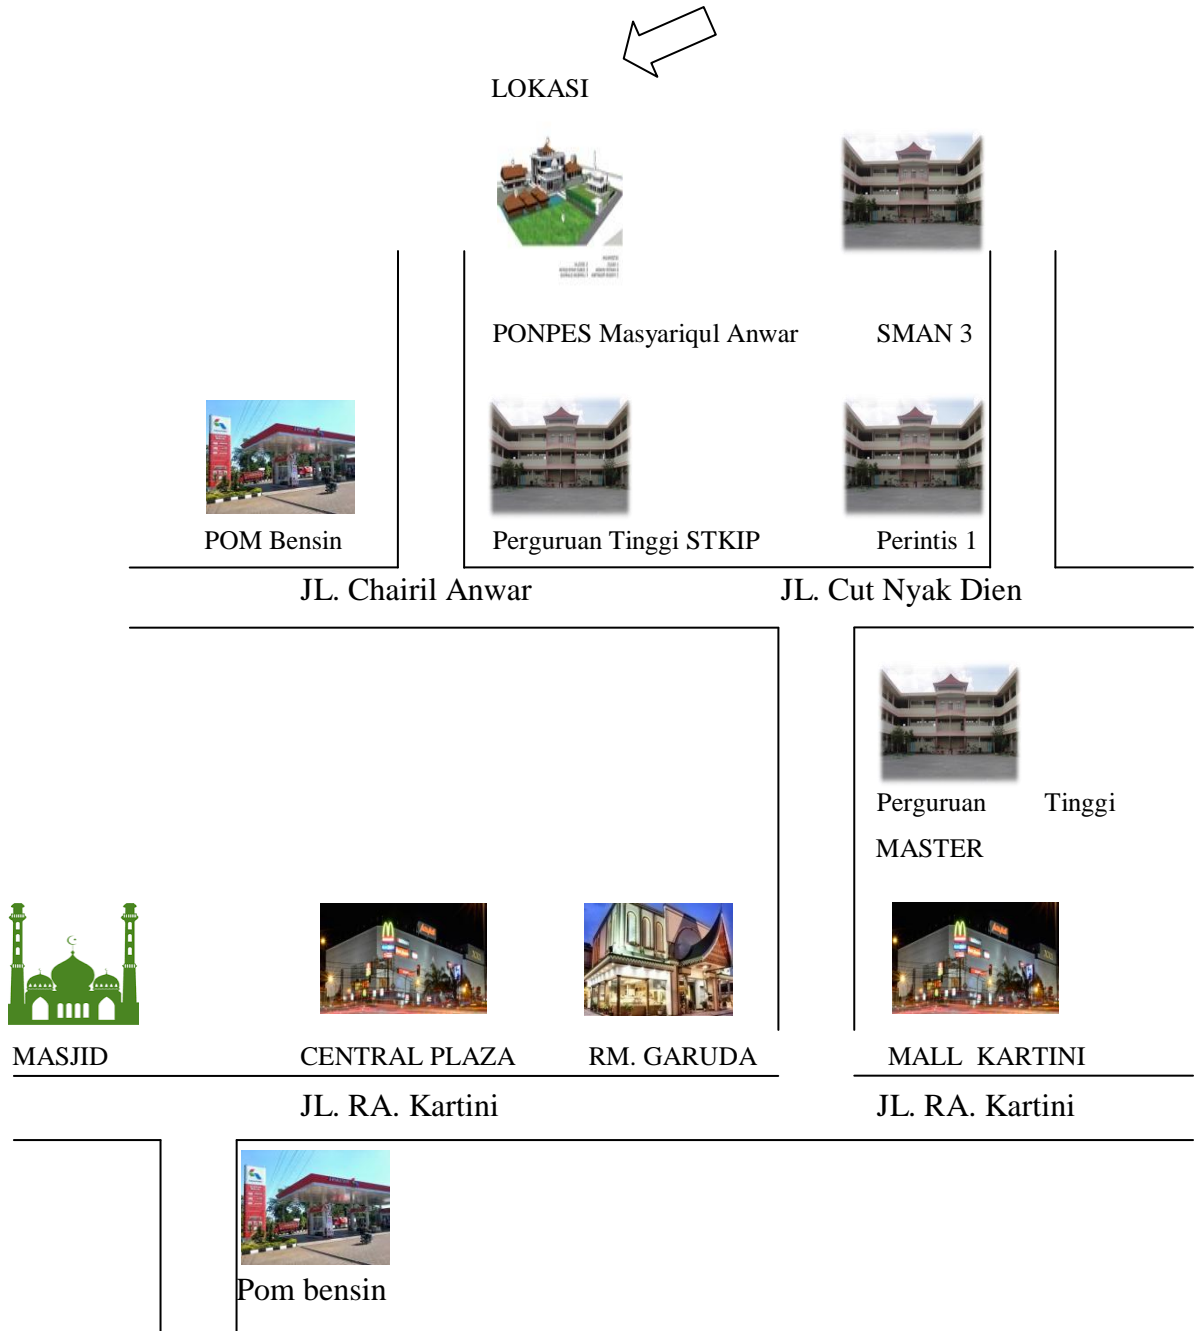 LOKASI
PONPES Masyariqul Anwar SMAN 3
POM Bensin Perguruan Tinggi STKIP Perintis 1
JL. Chairil Anwar JL. Cut Nyak Dien
Perguruan Tinggi
MASTER
MASJID CENTRAL PLAZA RM. GARUDA MALL KARTINI
JL. RA. Kartini JL. RA. Kartini
Pom bensin